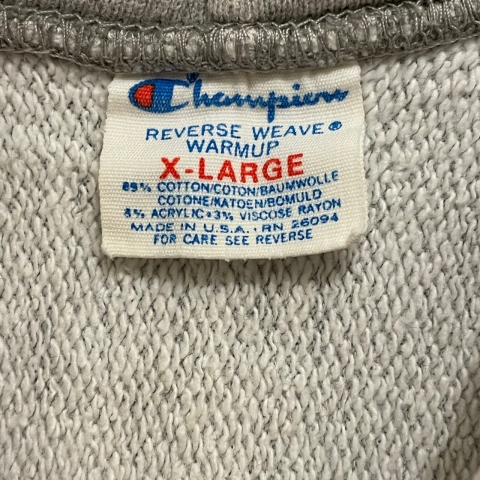 Champion
REVERSE WEAVE®
WARMUP
X-LARGE
89% COTTON/COTON/BAUMWOLLE
COTONE/KATOEN/BOMULD
8% ACRYLIC•3% VISCOSE RAYON
MADE IN U.S.A. • RN 26094
FOR CARE SEE REVERSE